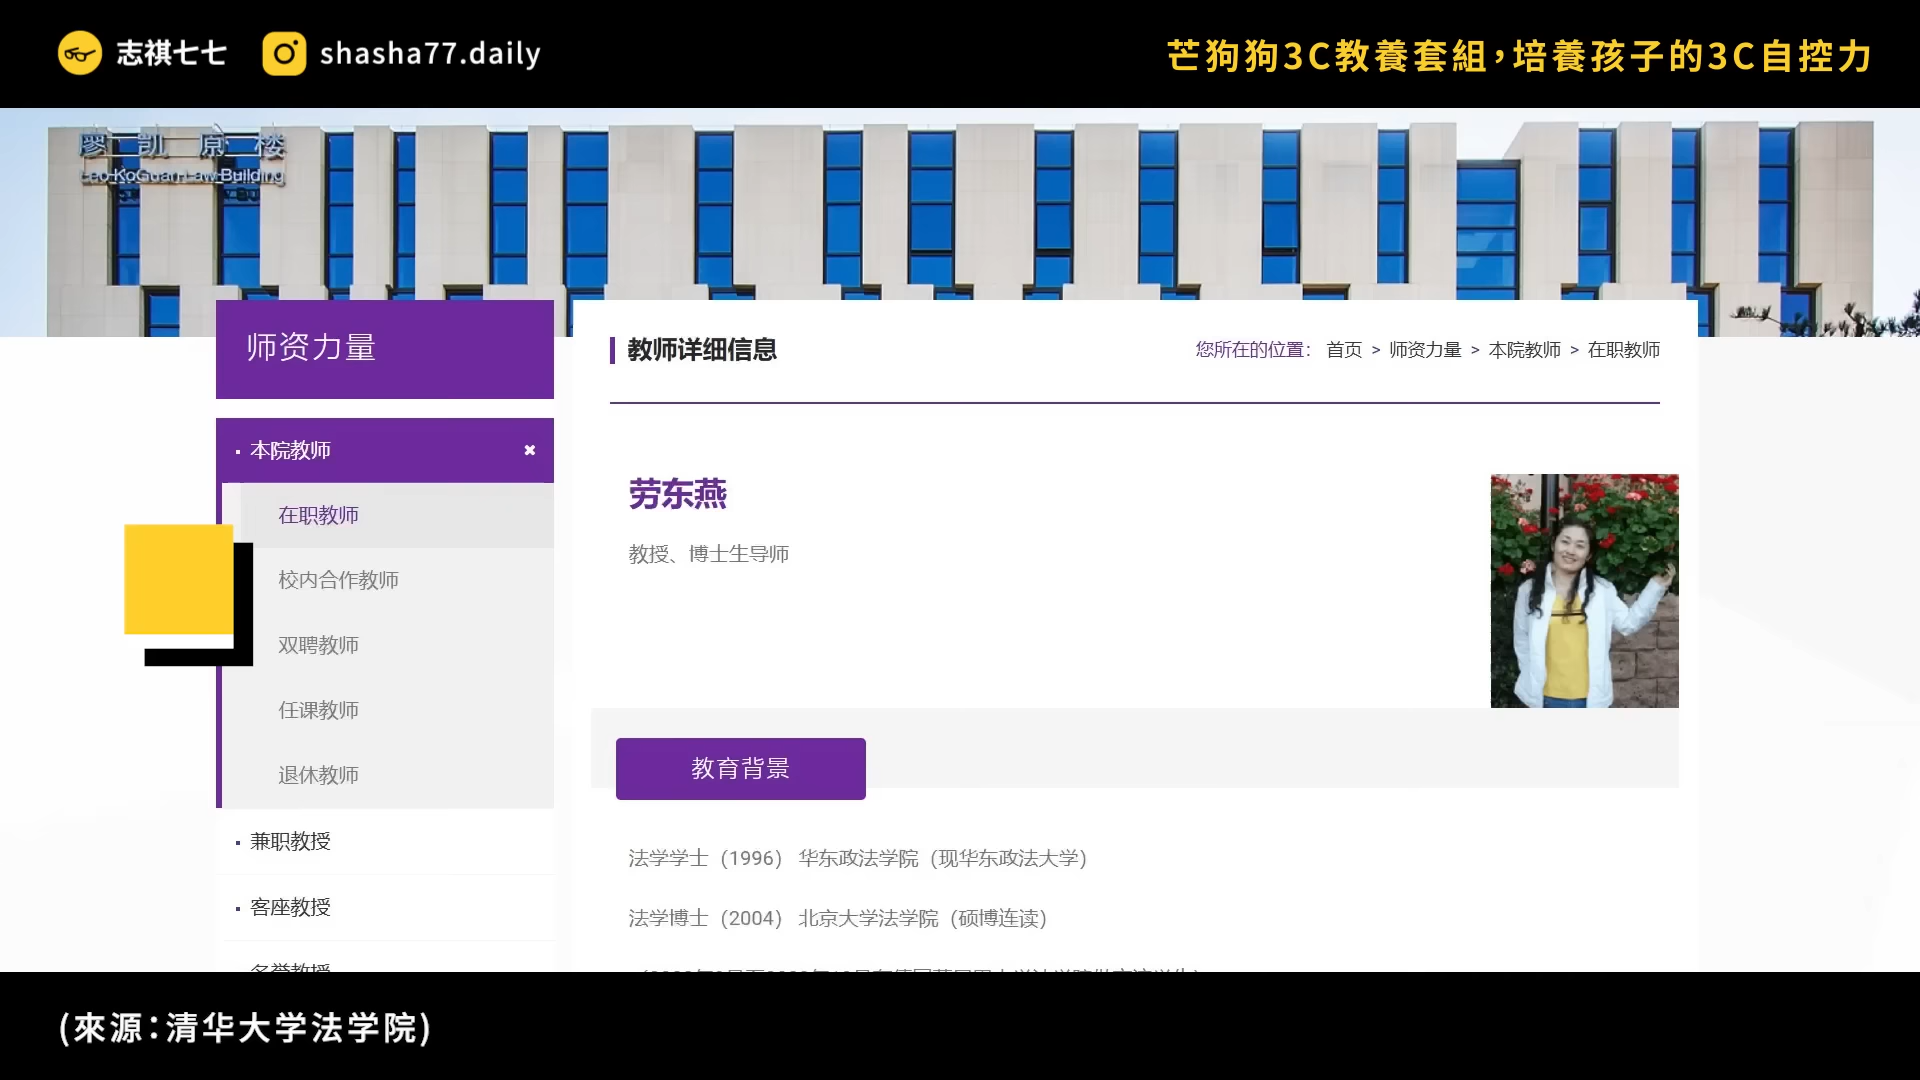 志祺七七
shasha77.daily
芒狗狗3C教養套組,培養孩子的3C自控力
廖凯原楼
Leo KoGuan Law Building
师资力量
本院教师
在职教师
校内合作教师
双聘教师
任课教师
退休教师
兼职教授
客座教授
名誉教授
教师详细信息
您所在的位置: 首页 > 师资力量 > 本院教师 > 在职教师
劳东燕
教授、博士生导师
教育背景
法学学士（1996） 华东政法学院（现华东政法大学）
法学博士（2004） 北京大学法学院（硕博连读）
(來源:清华大学法学院)